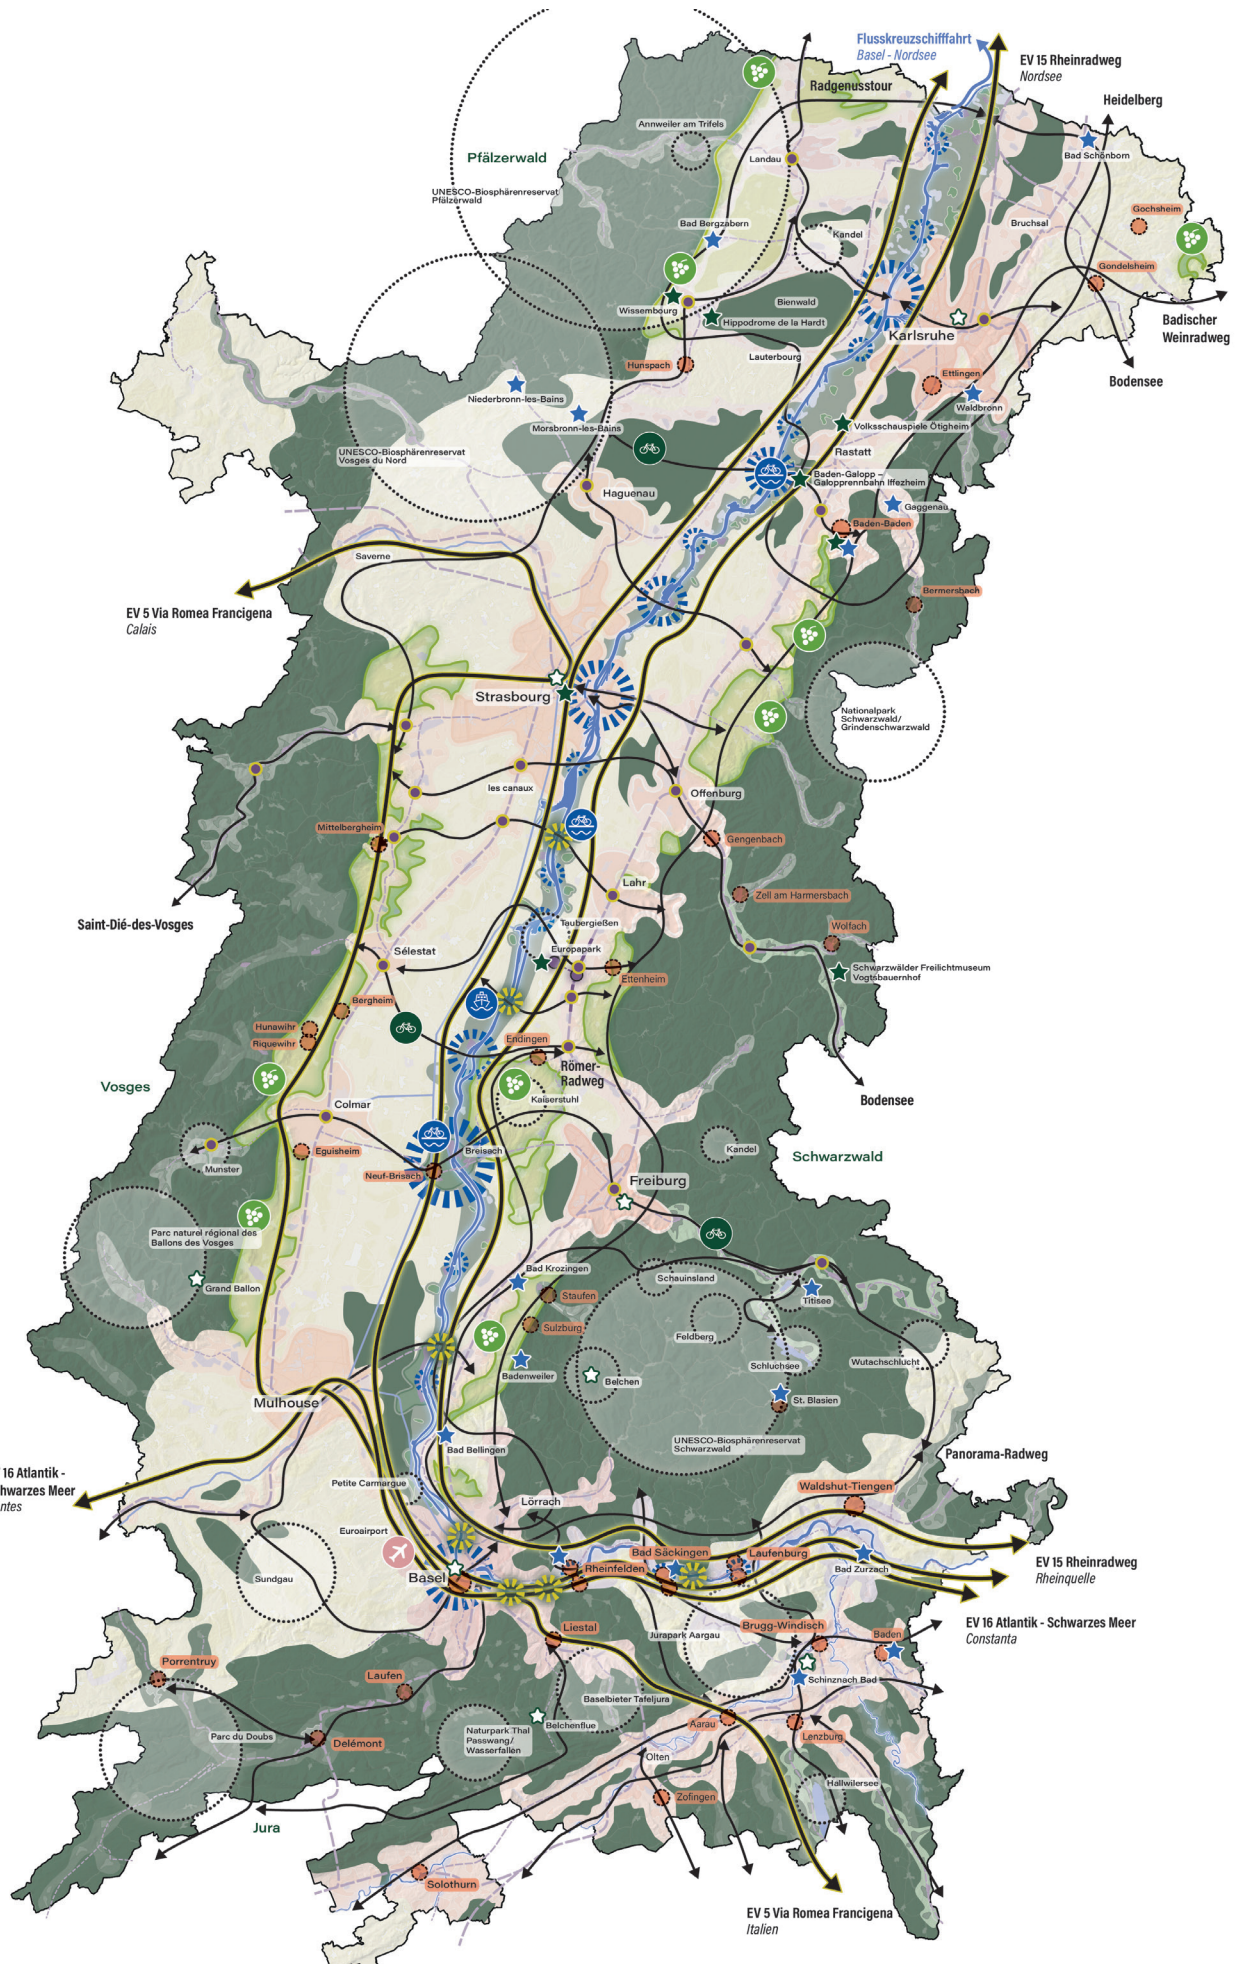 Flusskreuzschifffahrt
Basel - Nordsee
EV 15 Rheinradweg
Nordsee
Radgenusstour
Heidelberg
Annweiler am Trifels
Pfälzerwald
Landau
Bad Schönborn
UNESCO-Biosphärenreservat
Pfälzerwald
Bad Bergzabern
Kandel
Bruchsal
Gochsheim
Gondelsheim
Wissembourg
Bienwald
Hippodrome de la Hardt
Karlsruhe
Badischer
Weinradweg
Lauterbourg
Hunspach
Ettlingen
Bodensee
Niederbronn-les-Bains
Waldbronn
Morsbronn-les-Bains
Volksschauspiele Ötigheim
UNESCO-Biosphärenreservat
Vosges du Nord
Rastatt
Baden-Galopp –
Galopprennbahn Iffezheim
Haguenau
Gaggenau
Baden-Baden
Saverne
Bermersbach
EV 5 Via Romea Francigena
Calais
Strasbourg
Nationalpark
Schwarzwald/
Grindenschwarzwald
les canaux
Offenburg
Mittelbergheim
Gengenbach
Lahr
Zell am Harmersbach
Saint-Dié-des-Vosges
Taubergießen
Wolfach
Sélestat
Europapark
Schwarzwälder Freilichtmuseum
Vogtsbauernhof
Ettenheim
Bergheim
Hunawihr
Riquewihr
Endingen
Römer-
Radweg
Vosges
Kaiserstuhl
Bodensee
Colmar
Eguisheim
Breisach
Kandel
Schwarzwald
Munster
Neuf-Brisach
Freiburg
Parc naturel régional des
Ballons des Vosges
Grand Ballon
Bad Krozingen
Schauinsland
Staufen
Titisee
Sulzburg
Feldberg
Badenweiler
Schluchsee
Wutachschlucht
Belchen
St. Blasien
Mulhouse
UNESCO-Biosphärenreservat
Schwarzwald
Bad Bellingen
Panorama-Radweg
16 Atlantik -
hwarzes Meer
ntes
Petite Carmargue
Waldshut-Tiengen
Lörrach
Euroairport
Bad Säckingen
Laufenburg
EV 15 Rheinradweg
Rheinquelle
Basel
Rheinfelden
Bad Zurzach
Sundgau
EV 16 Atlantik - Schwarzes Meer
Constanta
Liestal
Jurapark Aargau
Brugg-Windisch
Baden
Porrentruy
Laufen
Schinznach Bad
Baselbieter Tafeljura
Parc du Doubs
Delémont
Naturpark Thal
Passwang/
Wasserfallen
Belchenflue
Aarau
Lenzburg
Olten
Hallwilersee
Zofingen
Jura
Solothurn
EV 5 Via Romea Francigena
Italien